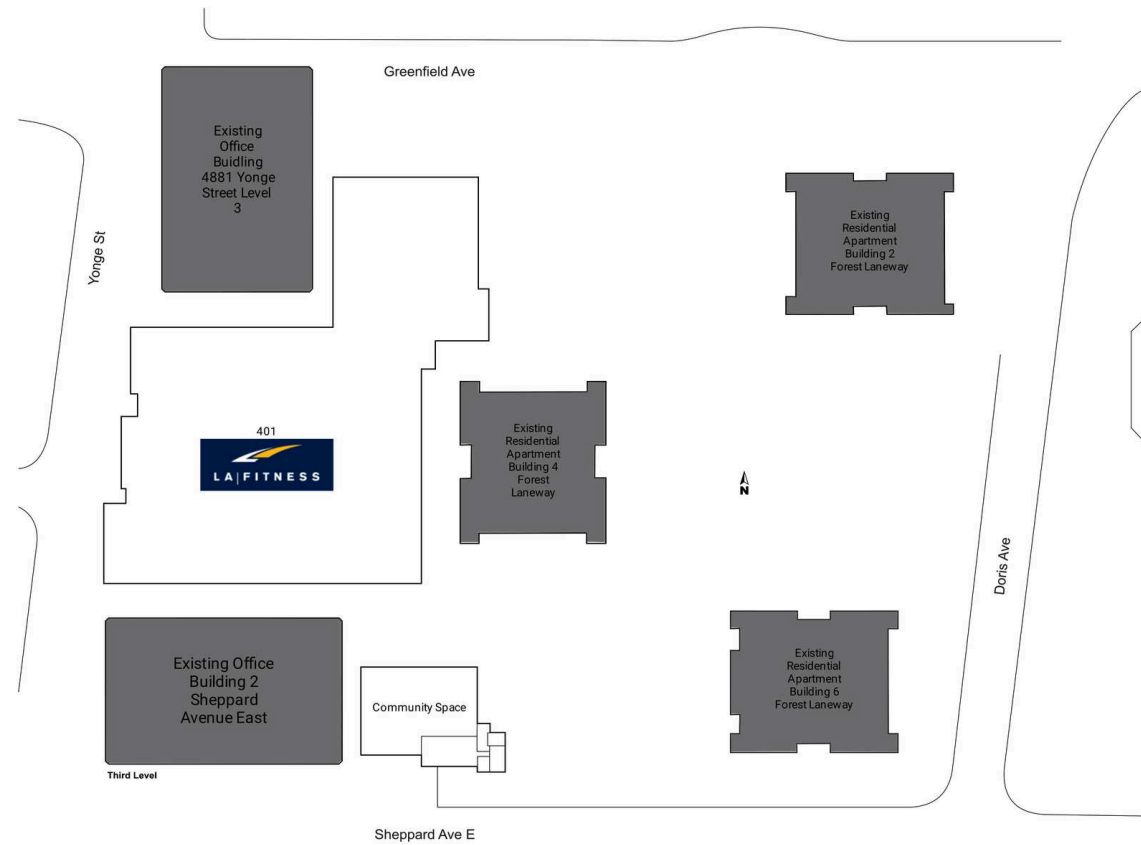 Greenfield Ave
Existing
Office
Buidling
4881 Yonge
Street Level
3
Yonge St
Existing
Residential
Apartment
Building 2
Forest Laneway
401
LA|FITNESS
Existing
Residential
Apartment
Building 4
Forest
Laneway
N
Doris Ave
Existing Office
Building 2
Sheppard
Avenue East
Community Space
Existing
Residential
Apartment
Building 6
Forest Laneway
Third Level
Sheppard Ave E